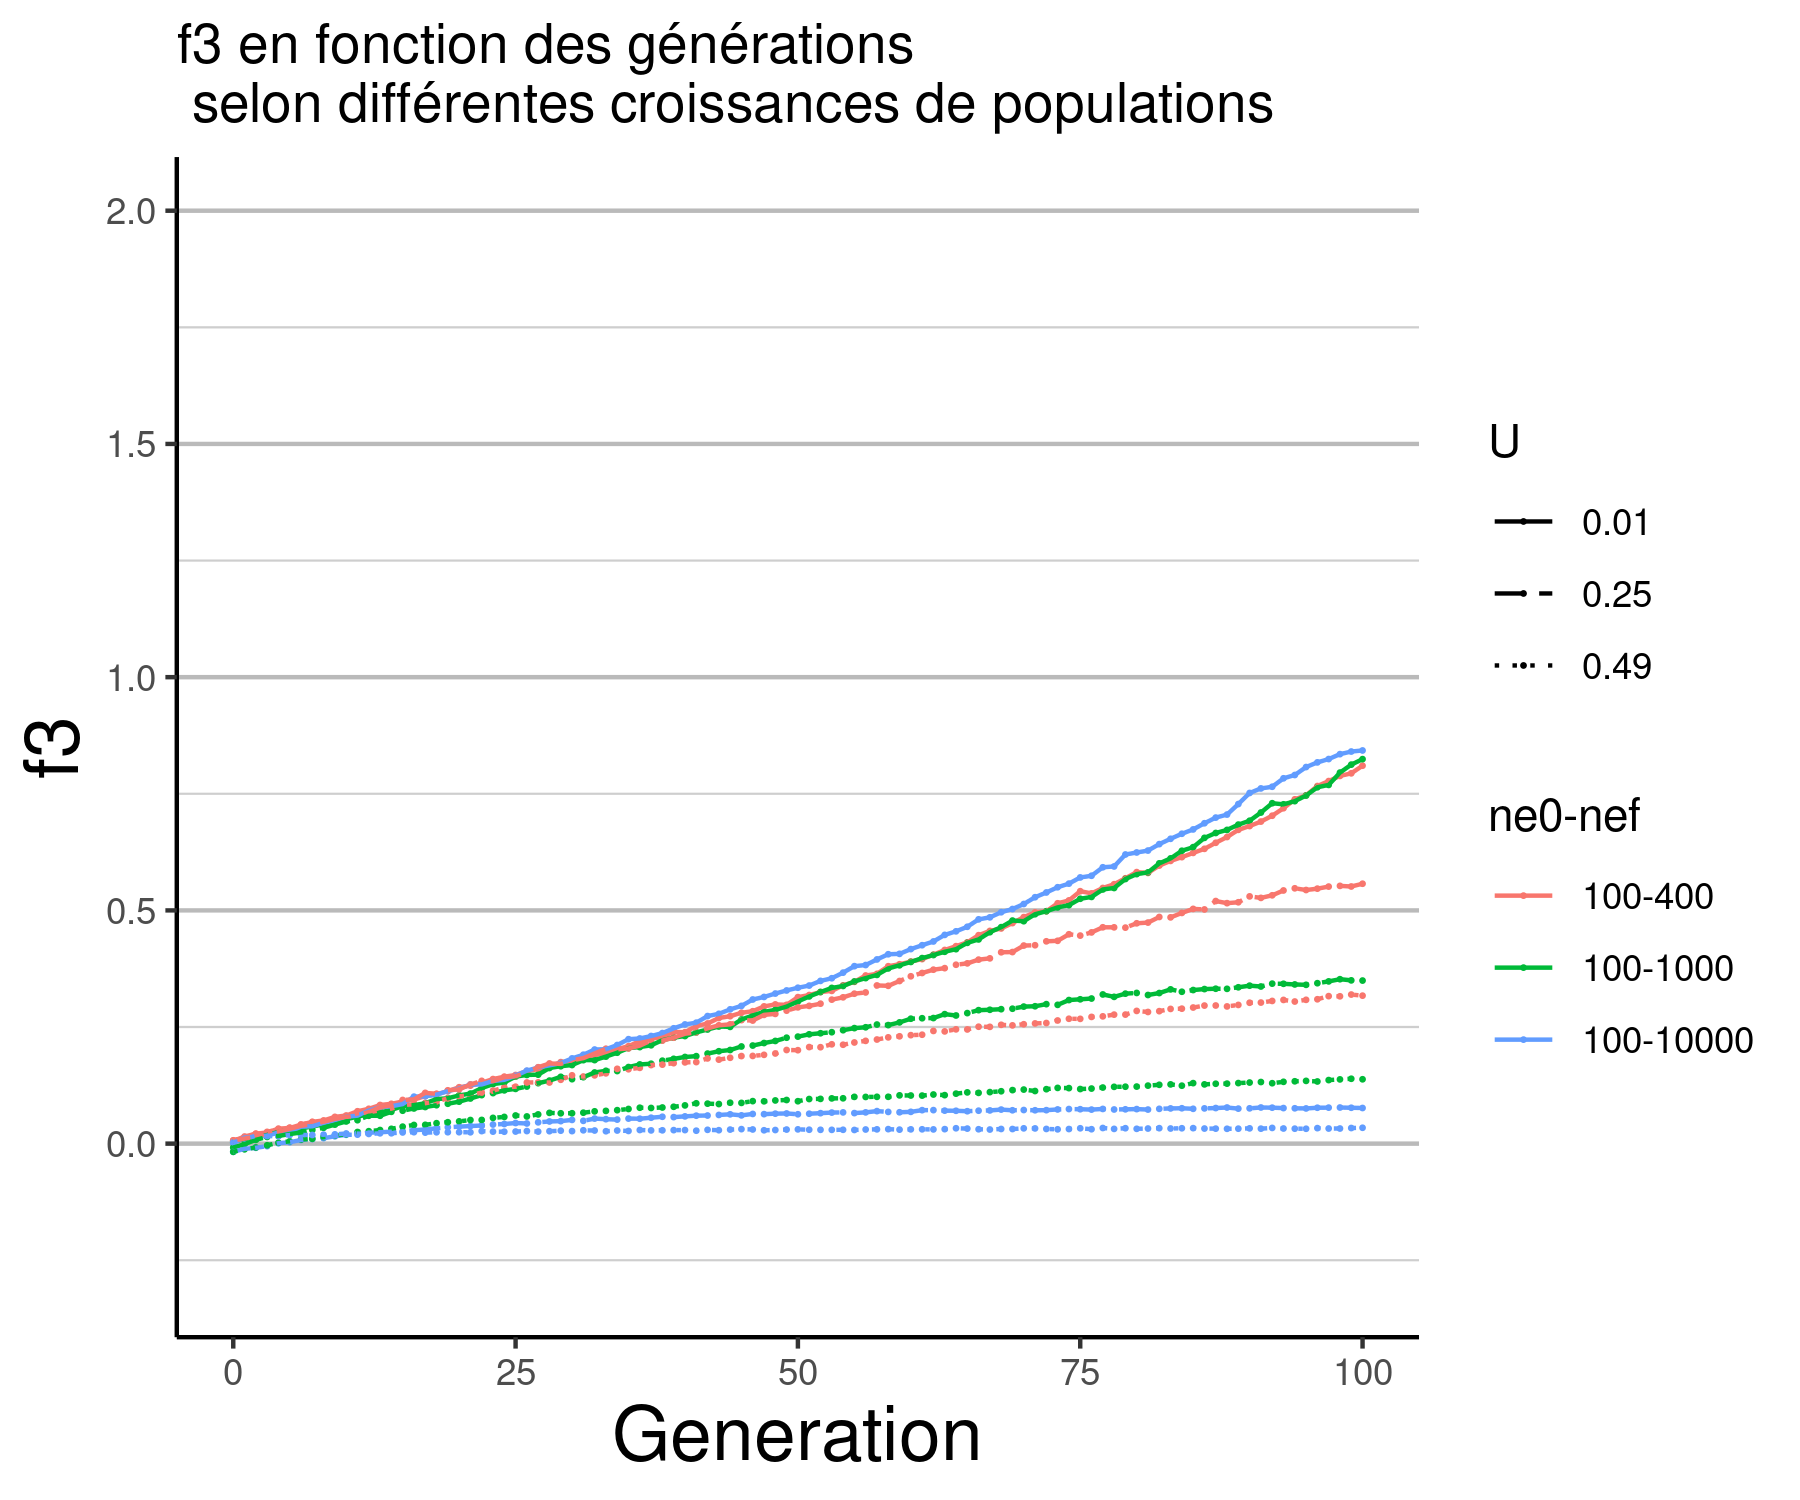 f3 en fonction des générations
selon différentes croissances de populations
2.0
1.5
1.0
0.5
0.0
f3
0 25 50 75 100
Generation
U
0.01
0.25
0.49
ne0-nef
100-400
100-1000
100-10000